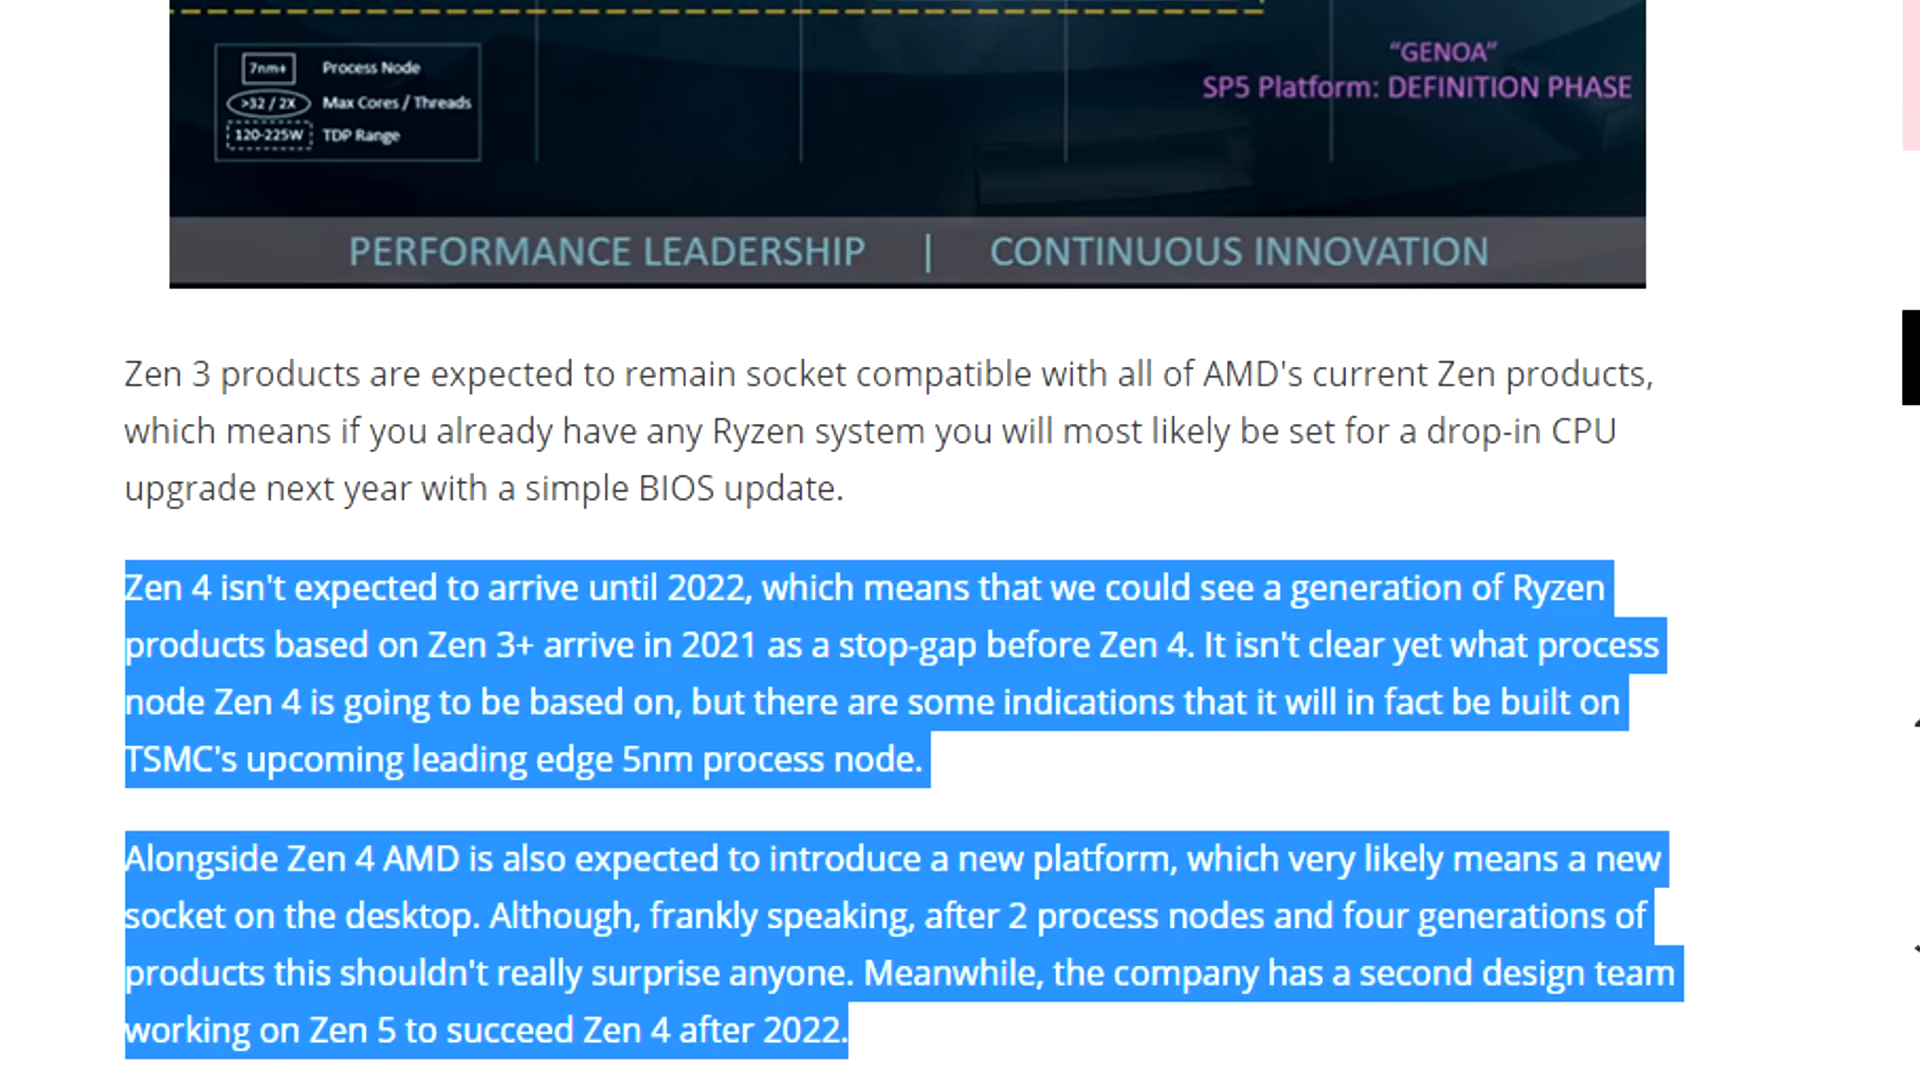 "GENOA"
SP5 Platform: DEFINITION PHASE
7nm+ Process Node
>32 / 2X Max Cores / Threads
120-225W TDP Range
PERFORMANCE LEADERSHIP | CONTINUOUS INNOVATION
Zen 3 products are expected to remain socket compatible with all of AMD's current Zen products,
which means if you already have any Ryzen system you will most likely be set for a drop-in CPU
upgrade next year with a simple BIOS update.
Zen 4 isn't expected to arrive until 2022, which means that we could see a generation of Ryzen
products based on Zen 3+ arrive in 2021 as a stop-gap before Zen 4. It isn't clear yet what process
node Zen 4 is going to be based on, but there are some indications that it will in fact be built on
TSMC's upcoming leading edge 5nm process node.
Alongside Zen 4 AMD is also expected to introduce a new platform, which very likely means a new
socket on the desktop. Although, frankly speaking, after 2 process nodes and four generations of
products this shouldn't really surprise anyone. Meanwhile, the company has a second design team
working on Zen 5 to succeed Zen 4 after 2022.